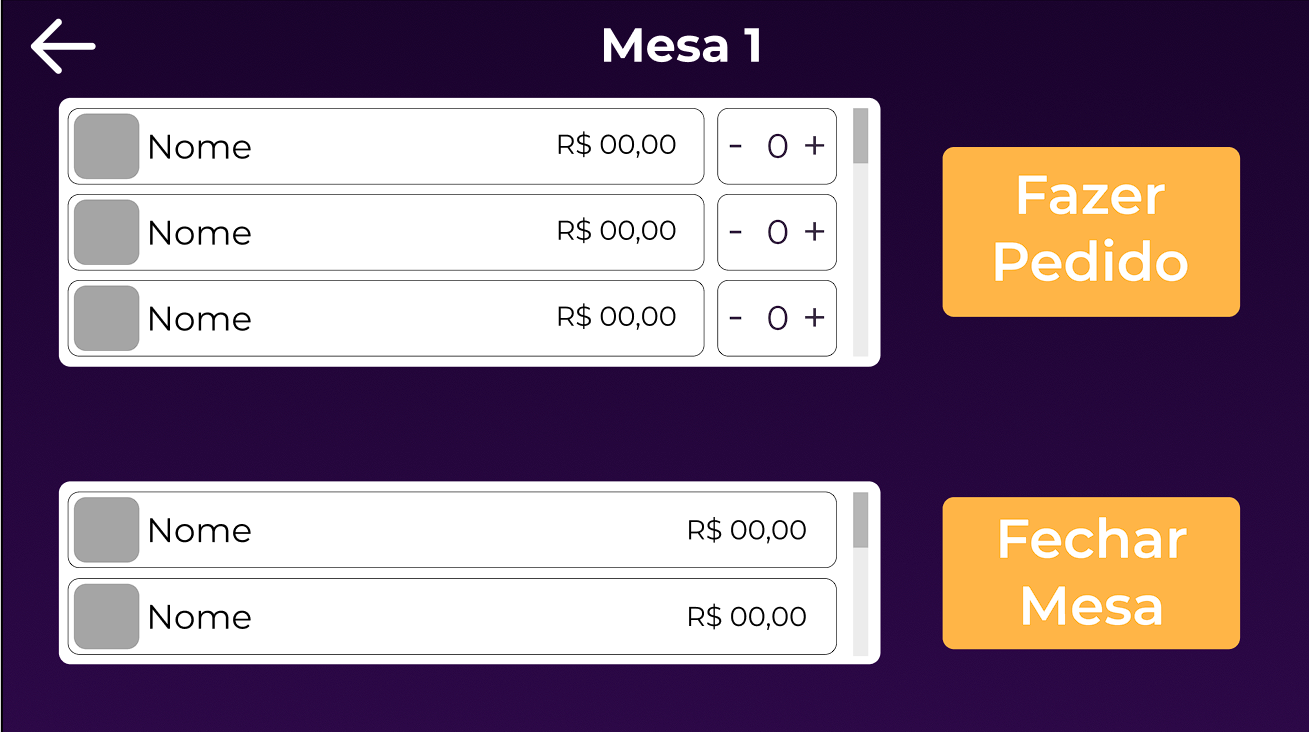 Mesa 1
Nome R$ 00,00 - 0 +
Nome R$ 00,00 - 0 +
Nome R$ 00,00 - 0 +
Fazer
Pedido
Nome R$ 00,00
Nome R$ 00,00
Fechar
Mesa